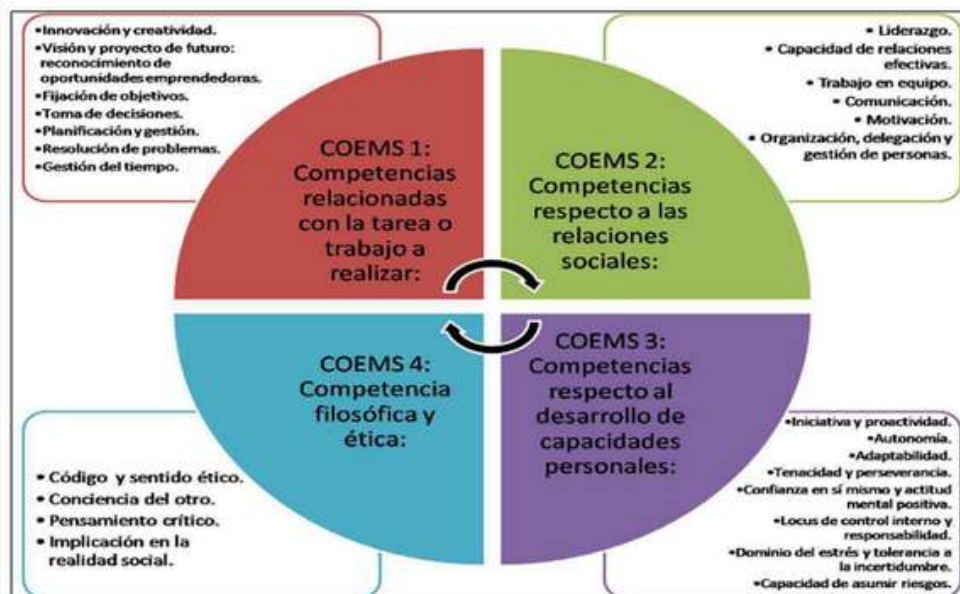 •Innovación y creatividad.
•Visión y proyecto de futuro:
reconocimiento de
oportunidades emprendedoras.
•Fijación de objetivos.
•Toma de decisiones.
•Planificación y gestión.
•Resolución de problemas.
•Gestión del tiempo.
COEMS 1:
Competencias
relacionadas
con la tarea o
trabajo a
realizar:
• Liderazgo.
• Capacidad de relaciones
efectivas.
• Trabajo en equipo.
• Comunicación.
• Motivación.
• Organización, delegación y
gestión de personas.
COEMS 2:
Competencias
respecto a las
relaciones
sociales:
COEMS 4:
Competencia
filosófica y
ética:
• Código y sentido ético.
• Conciencia del otro.
• Pensamiento crítico.
• Implicación en la
realidad social.
COEMS 3:
Competencias
respecto al
desarrollo de
capacidades
personales:
•Iniciativa y proactividad.
•Autonomía.
•Adaptabilidad.
•Tenacidad y perseverancia.
•Confianza en sí mismo y actitud
mental positiva.
•Locus de control interno y
responsabilidad.
•Dominio del estrés y tolerancia a
la incertidumbre.
•Capacidad de asumir riesgos.